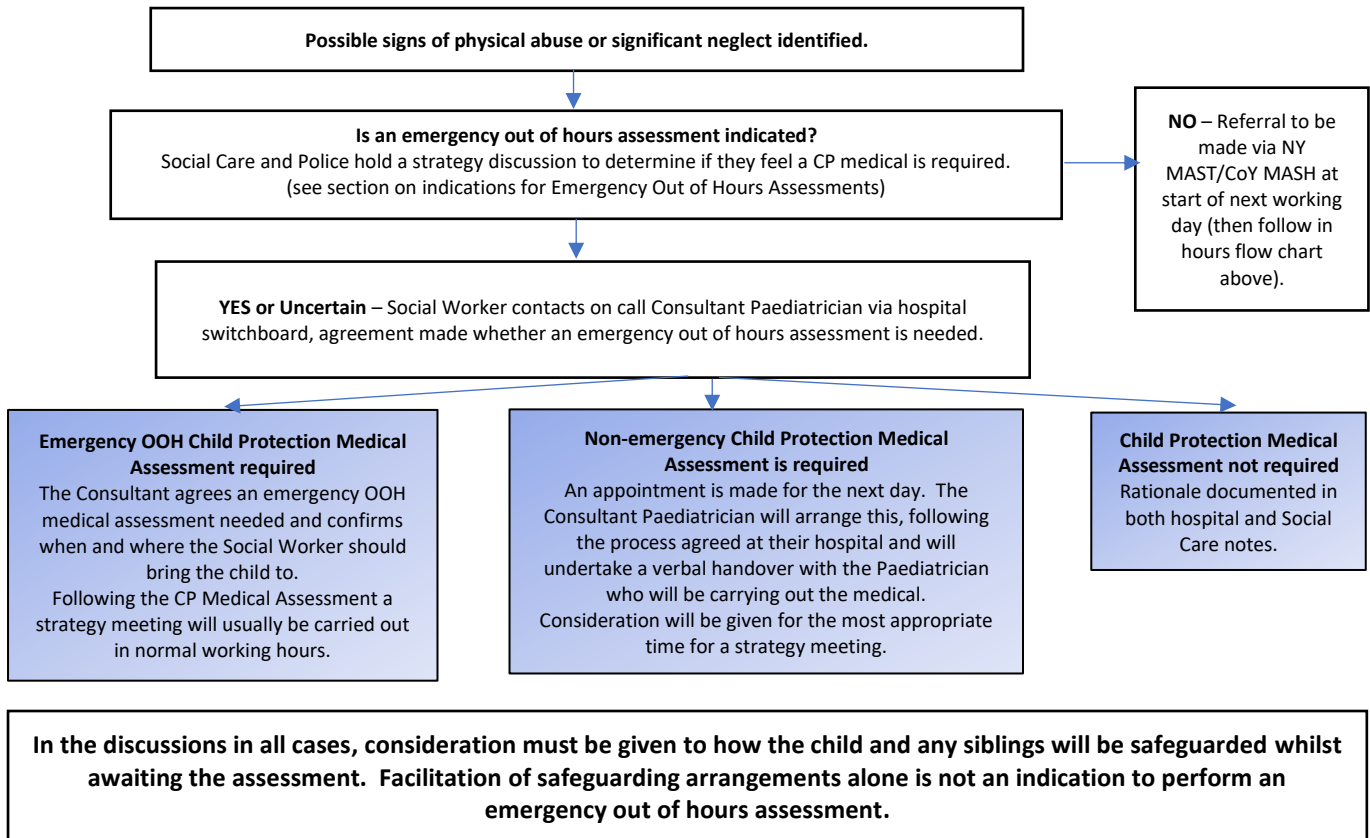 Possible signs of physical abuse or significant neglect identified.
Is an emergency out of hours assessment indicated?
Social Care and Police hold a strategy discussion to determine if they feel a CP medical is required.
(see section on indications for Emergency Out of Hours Assessments)
NO – Referral to be
made via NY
MAST/CoY MASH at
start of next working
day (then follow in
hours flow chart
above).
YES or Uncertain – Social Worker contacts on call Consultant Paediatrician via hospital
switchboard, agreement made whether an emergency out of hours assessment is needed.
Emergency OOH Child Protection Medical
Assessment required
The Consultant agrees an emergency OOH
medical assessment needed and confirms
when and where the Social Worker should
bring the child to.
Following the CP Medical Assessment a
strategy meeting will usually be carried out
in normal working hours.
Non-emergency Child Protection Medical
Assessment is required
An appointment is made for the next day. The
Consultant Paediatrician will arrange this, following
the process agreed at their hospital and will
undertake a verbal handover with the Paediatrician
who will be carrying out the medical.
Consideration will be given for the most appropriate
time for a strategy meeting.
Child Protection Medical
Assessment not required
Rationale documented in
both hospital and Social
Care notes.
In the discussions in all cases, consideration must be given to how the child and any siblings will be safeguarded whilst
awaiting the assessment. Facilitation of safeguarding arrangements alone is not an indication to perform an
emergency out of hours assessment.